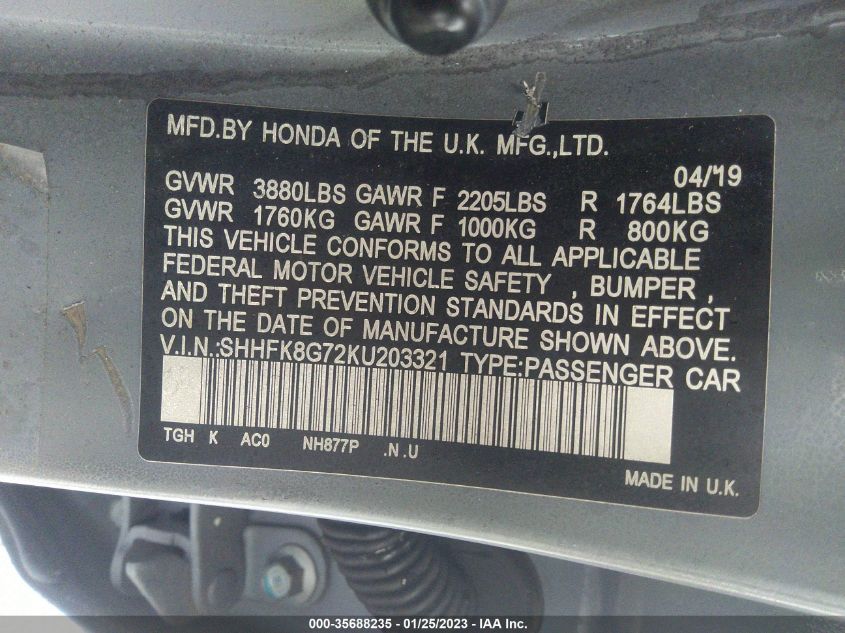 MFD.BY HONDA OF THE U.K. MFG.,LTD.
04/'19
GVWR 3880LBS GAWR F 2205LBS R 1764LBS
GVWR 1760KG GAWR F 1000KG R 800KG
THIS VEHICLE CONFORMS TO ALL APPLICABLE
FEDERAL MOTOR VEHICLE SAFETY , BUMPER ,
AND THEFT PREVENTION STANDARDS IN EFFECT
ON THE DATE OF MANUFACTURE SHOWN ABOVE.
V.I.N.:SHHFK8G72KU203321 TYPE:PASSENGER CAR
TGH K AC0 NH877P .N.U
MADE IN U.K.
000-35688235 - 01/25/2023 - IAA Inc.